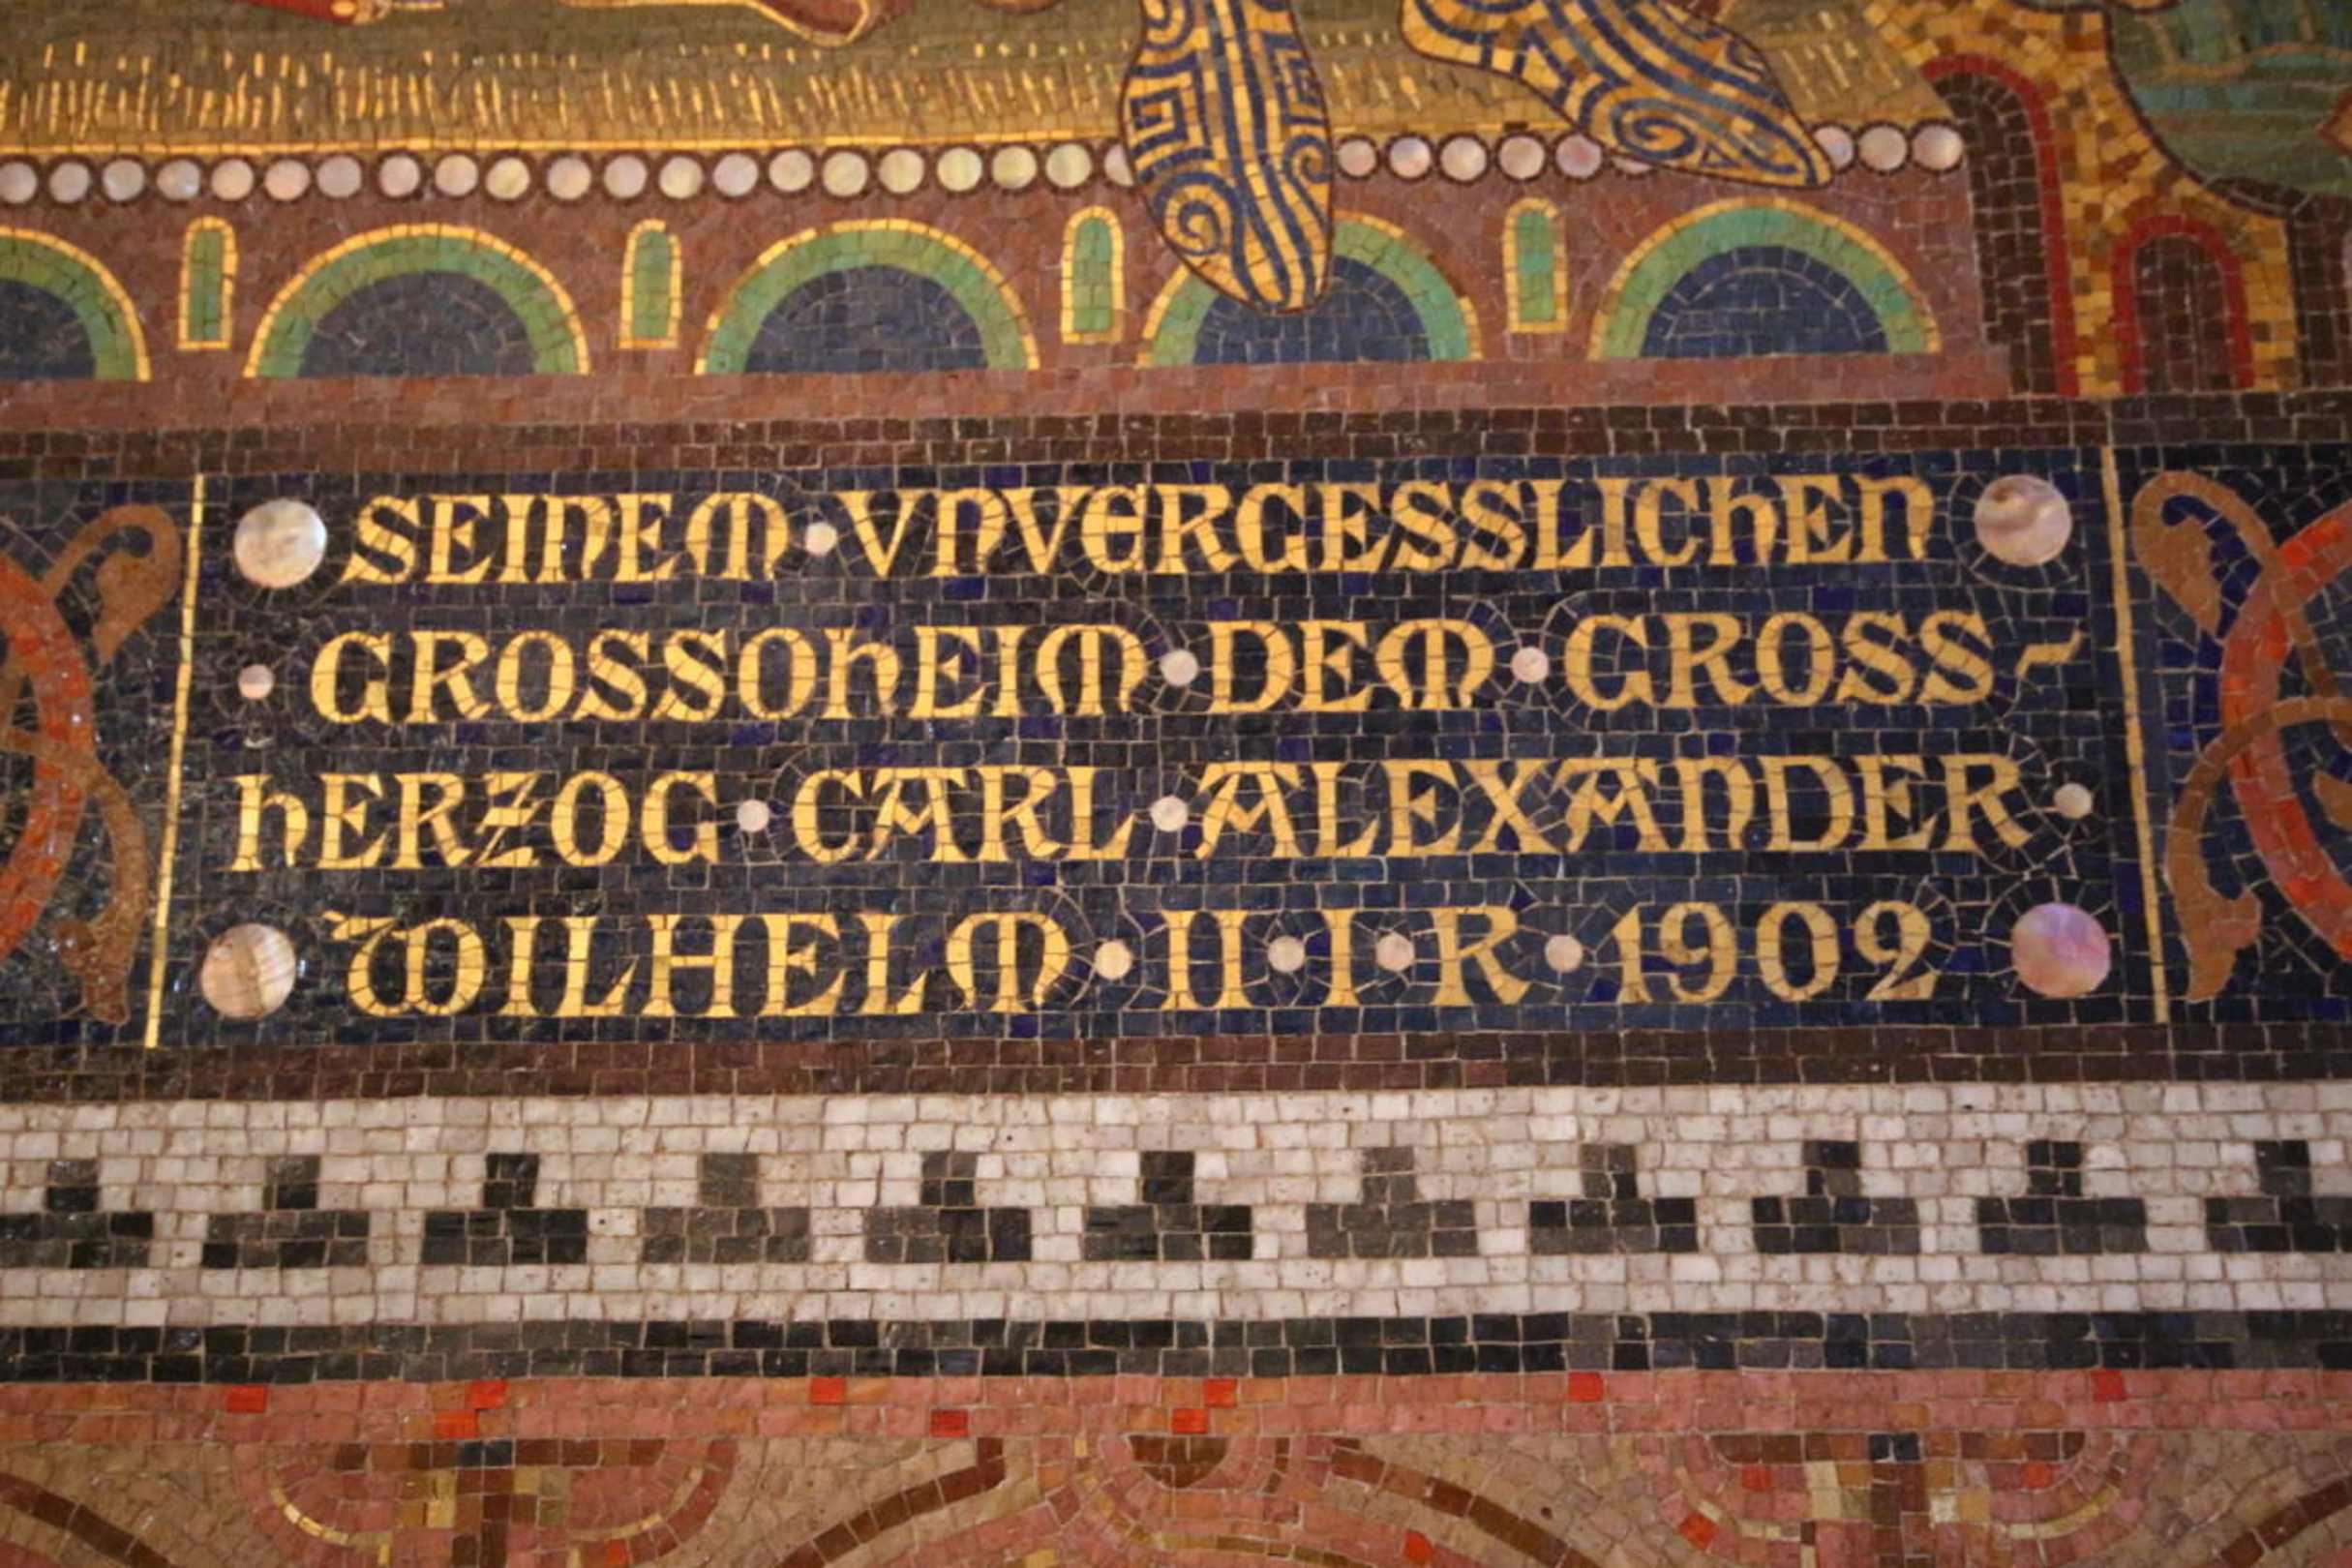 SEINEM · VNVERGESSLICHEN
· GROSSOHEIM · DEM · GROSS-
HERZOG · CARL · ALEXANDER ·
WILHELM · II · I · R · 1902